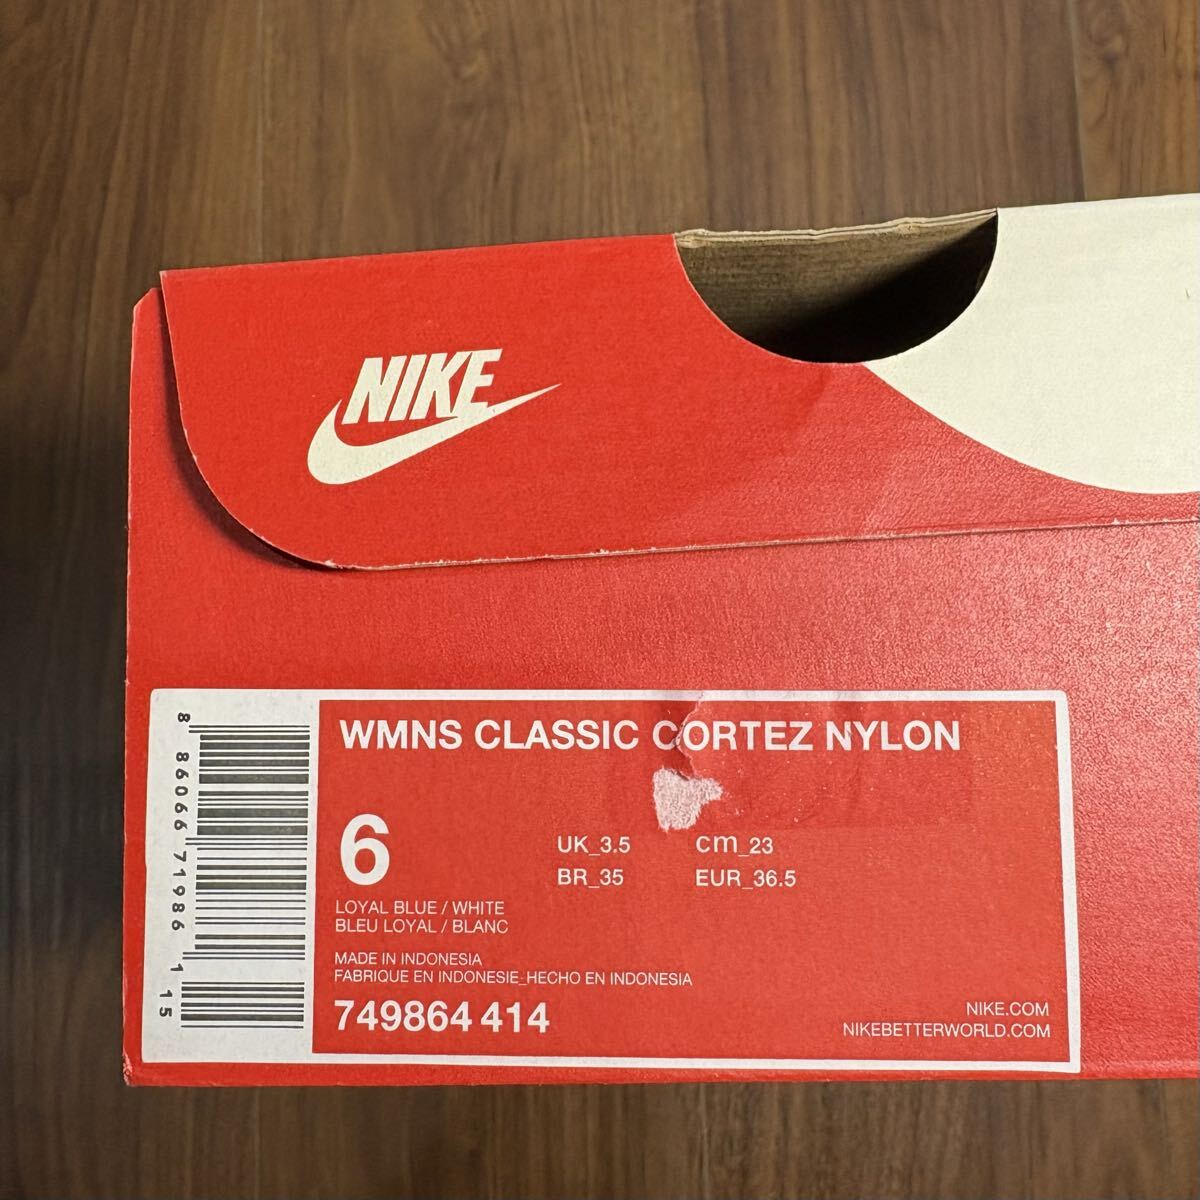 NIKE
WMNS CLASSIC CORTEZ NYLON
6
UK_3.5 cm_23
BR_35 EUR_36.5
LOYAL BLUE / WHITE
BLEU LOYAL / BLANC
MADE IN INDONESIA
FABRIQUE EN INDONESIE_HECHO EN INDONESIA
749864 414
NIKE.COM
NIKEBETTERWORLD.COM
8 86066 71986 1 15